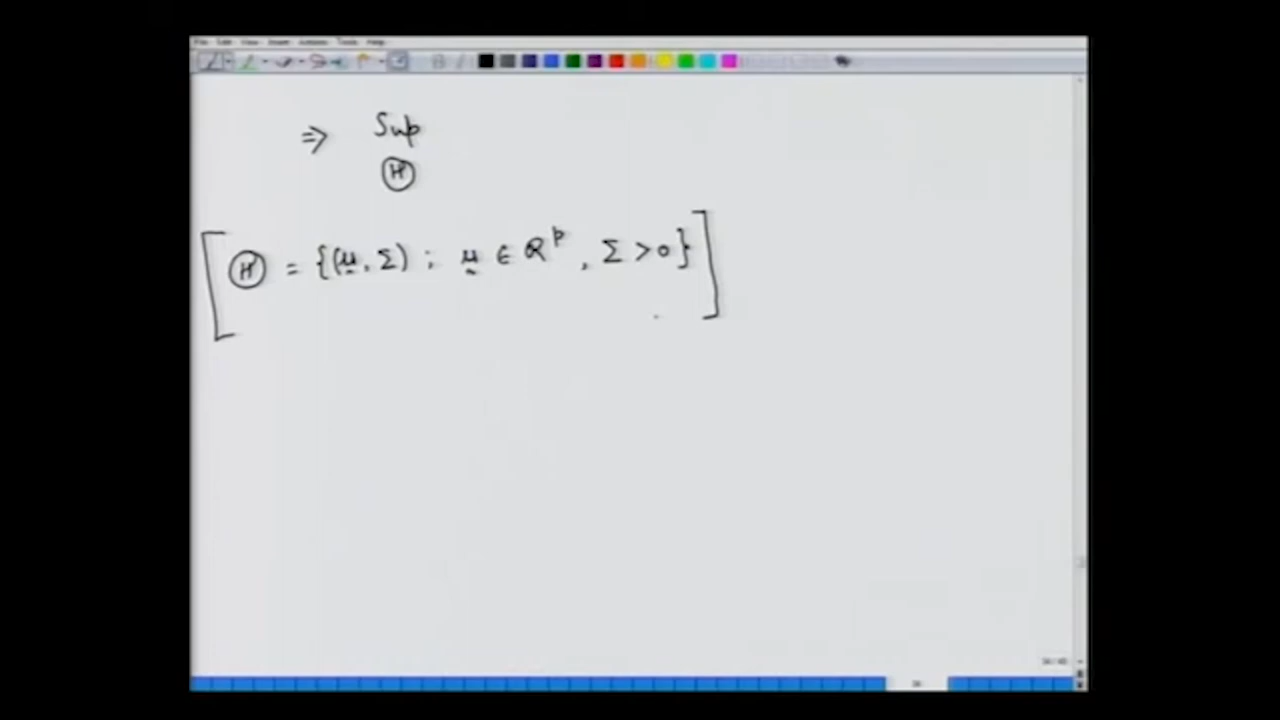 ⇒ Sup
Ⓗ
[Ⓗ = {(μ, Σ) ; μ ∈ ℝᵖ, Σ > 0}]